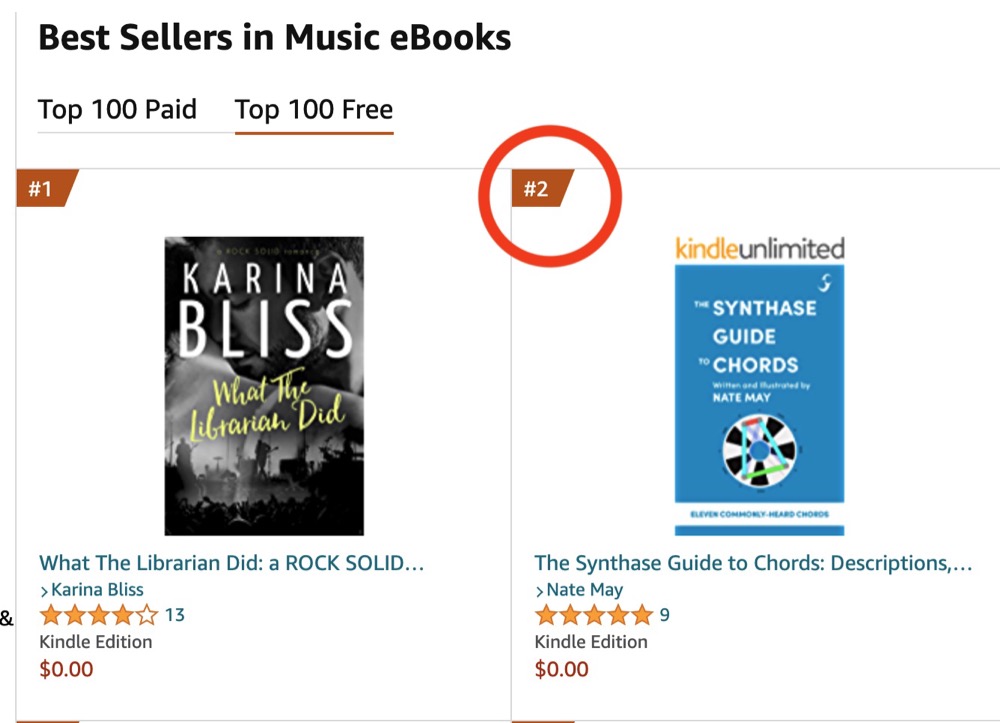 Best Sellers in Music eBooks
Top 100 Paid Top 100 Free
#1
#2
a ROCK SOLID romance
KARINA
BLISS
What The
Librarian Did
kindleunlimited
THE SYNTHASE
GUIDE
TO CHORDS
Written and Illustrated by
NATE MAY
ELEVEN COMMONLY-HEARD CHORDS
What The Librarian Did: a ROCK SOLID…
›Karina Bliss
13
Kindle Edition
$0.00
The Synthase Guide to Chords: Descriptions,…
›Nate May
9
Kindle Edition
$0.00
&